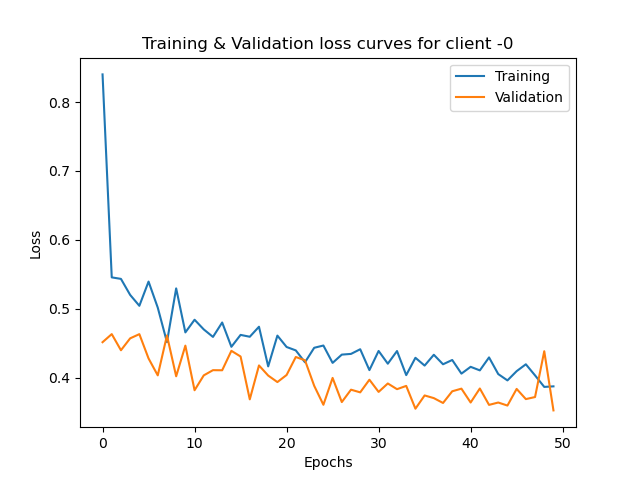 Training & Validation loss curves for client -0
Training
Validation
0.8
0.7
0.6
0.5
0.4
Loss
0 10 20 30 40 50
Epochs